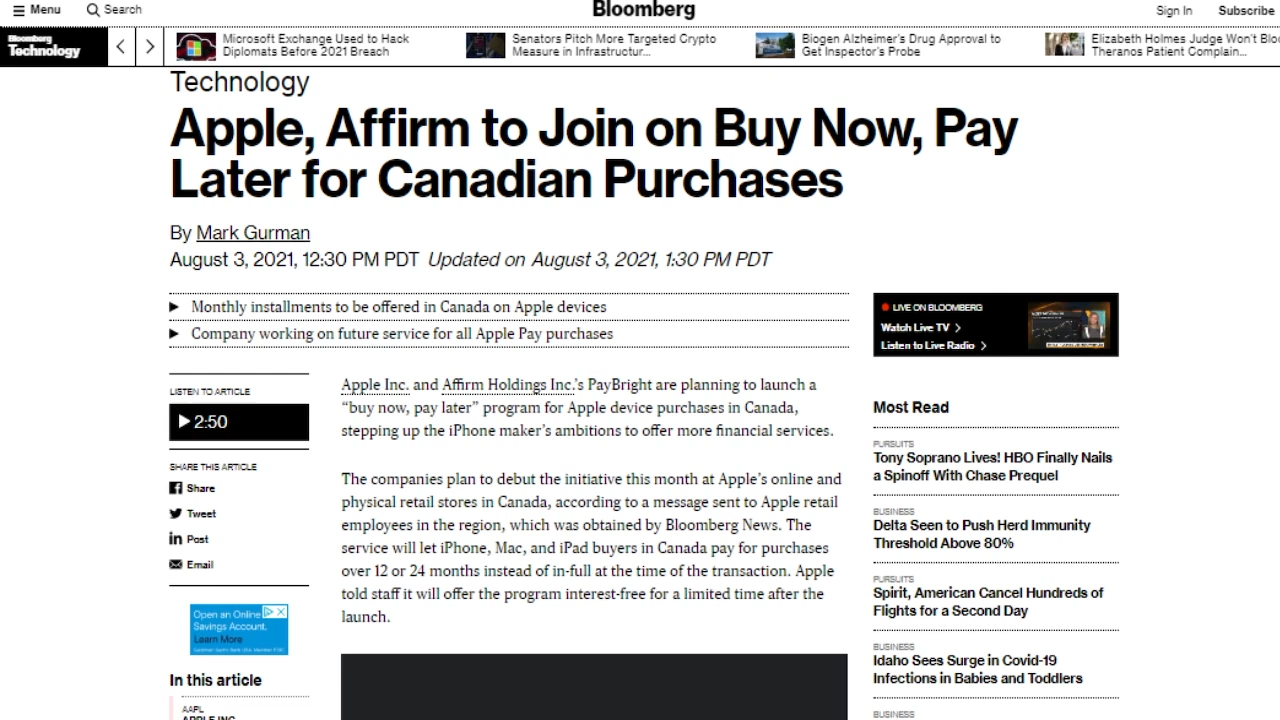 Menu
Search
Bloomberg
Sign In
Subscribe
Bloomberg
Technology
Microsoft Exchange Used to Hack
Diplomats Before 2021 Breach
Senators Pitch More Targeted Crypto
Measure in Infrastructur...
Biogen Alzheimer's Drug Approval to
Get Inspector's Probe
Elizabeth Holmes Judge Won't Bloc
Theranos Patient Complain...
Technology
Apple, Affirm to Join on Buy Now, Pay
Later for Canadian Purchases
By Mark Gurman
August 3, 2021, 12:30 PM PDT Updated on August 3, 2021, 1:30 PM PDT
Monthly installments to be offered in Canada on Apple devices
Company working on future service for all Apple Pay purchases
LISTEN TO ARTICLE
2:50
SHARE THIS ARTICLE
Share
Tweet
Post
Email
Open an Online
Savings Account.
Learn More
In this article
AAPL
APPLE INC
Apple Inc. and Affirm Holdings Inc.'s PayBright are planning to launch a
“buy now, pay later” program for Apple device purchases in Canada,
stepping up the iPhone maker's ambitions to offer more financial services.
The companies plan to debut the initiative this month at Apple's online and
physical retail stores in Canada, according to a message sent to Apple retail
employees in the region, which was obtained by Bloomberg News. The
service will let iPhone, Mac, and iPad buyers in Canada pay for purchases
over 12 or 24 months instead of in-full at the time of the transaction. Apple
told staff it will offer the program interest-free for a limited time after the
launch.
LIVE ON BLOOMBERG
Watch Live TV
Listen to Live Radio
Most Read
PURSUITS
Tony Soprano Lives! HBO Finally Nails
a Spinoff With Chase Prequel
BUSINESS
Delta Seen to Push Herd Immunity
Threshold Above 80%
PURSUITS
Spirit, American Cancel Hundreds of
Flights for a Second Day
BUSINESS
Idaho Sees Surge in Covid-19
Infections in Babies and Toddlers
BUSINESS